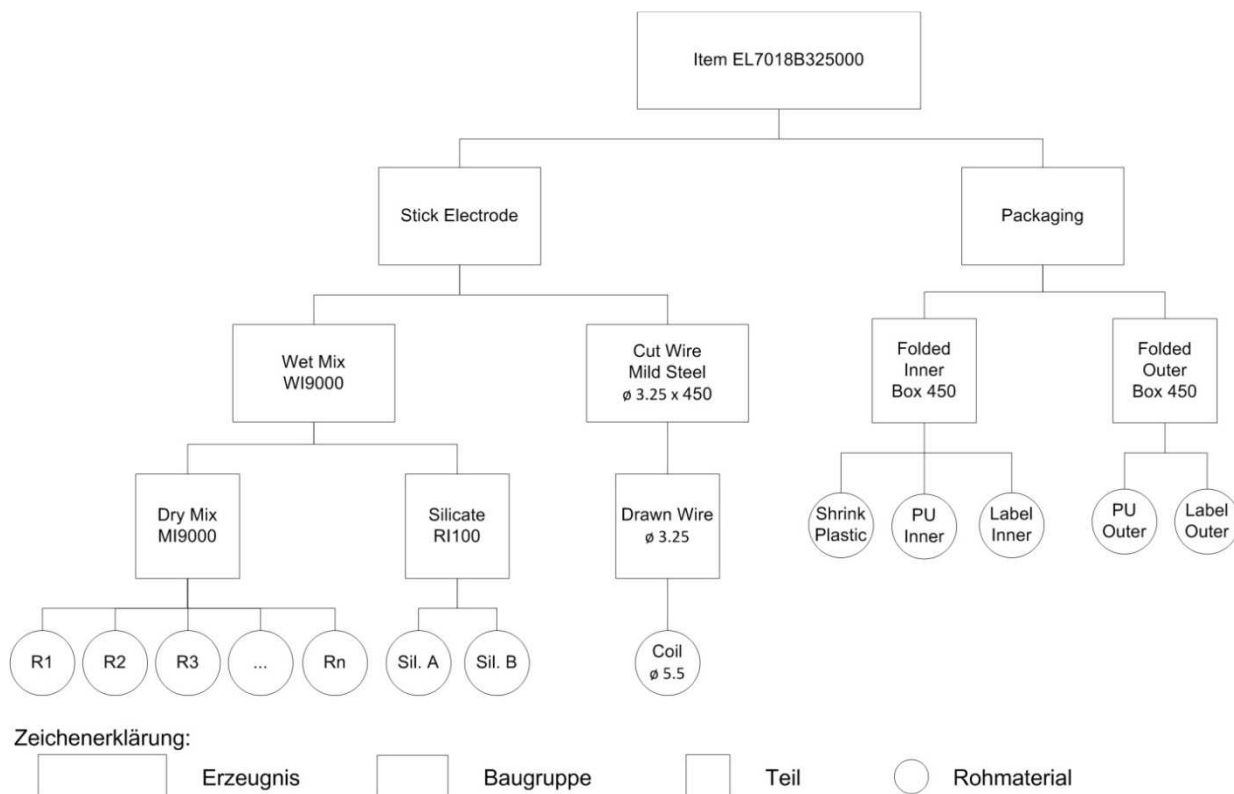 Item EL7018B325000
Stick Electrode
Packaging
Wet Mix
WI9000
Cut Wire
Mild Steel
ø 3.25 x 450
Folded
Inner
Box 450
Folded
Outer
Box 450
Dry Mix
MI9000
Silicate
RI100
Drawn Wire
ø 3.25
Shrink
Plastic
PU
Inner
Label
Inner
PU
Outer
Label
Outer
R1
R2
R3
...
Rn
Sil. A
Sil. B
Coil
ø 5.5
Zeichenerklärung:
Erzeugnis
Baugruppe
Teil
Rohmaterial